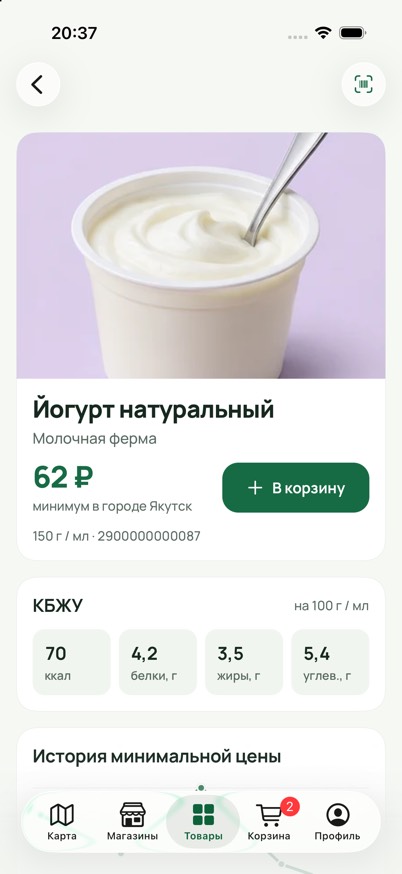 20:37
Йогурт натуральный
Молочная ферма
62 ₽
В корзину
минимум в городе Якутск
150 г / мл · 2900000000087
КБЖУ
на 100 г / мл
70
4,2
3,5
5,4
ккал
белки, г
жиры, г
углев., г
История минимальной цены
2
Карта
Магазины
Товары
Корзина
Профиль